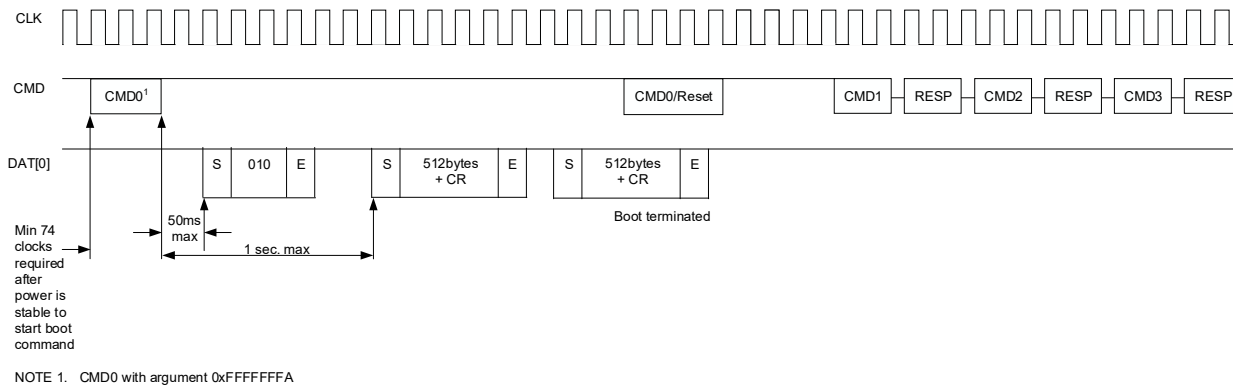 CLK
CMD
CMD0¹
CMD0/Reset
CMD1
RESP
CMD2
RESP
CMD3
RESP
DAT[0]
S
010
E
S
512bytes
+ CR
E
S
512bytes
+ CR
E
Boot terminated
50ms
max
1 sec. max
Min 74
clocks
required
after
power is
stable to
start boot
command
NOTE 1. CMD0 with argument 0xFFFFFFFA